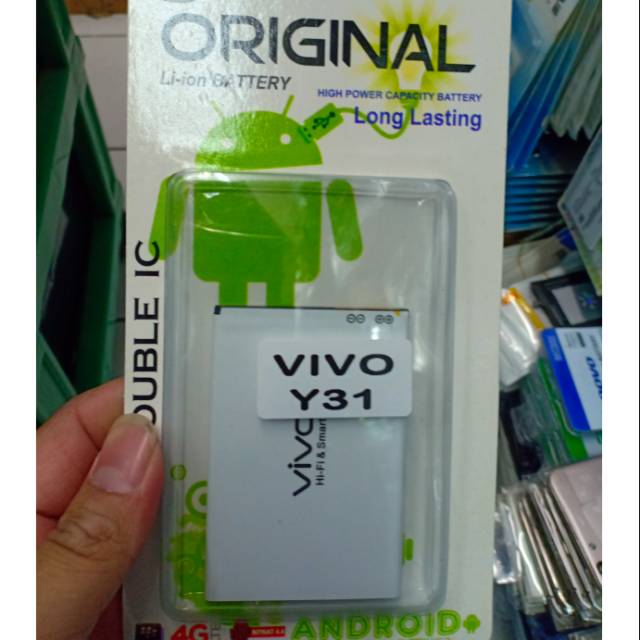 ORIGINAL
Li-ion BATTERY
HIGH POWER CAPACITY BATTERY
Long Lasting
DOUBLE IC
VIVO
Y31
vivo
Hi-Fi & Smart
4G
ANDROID+